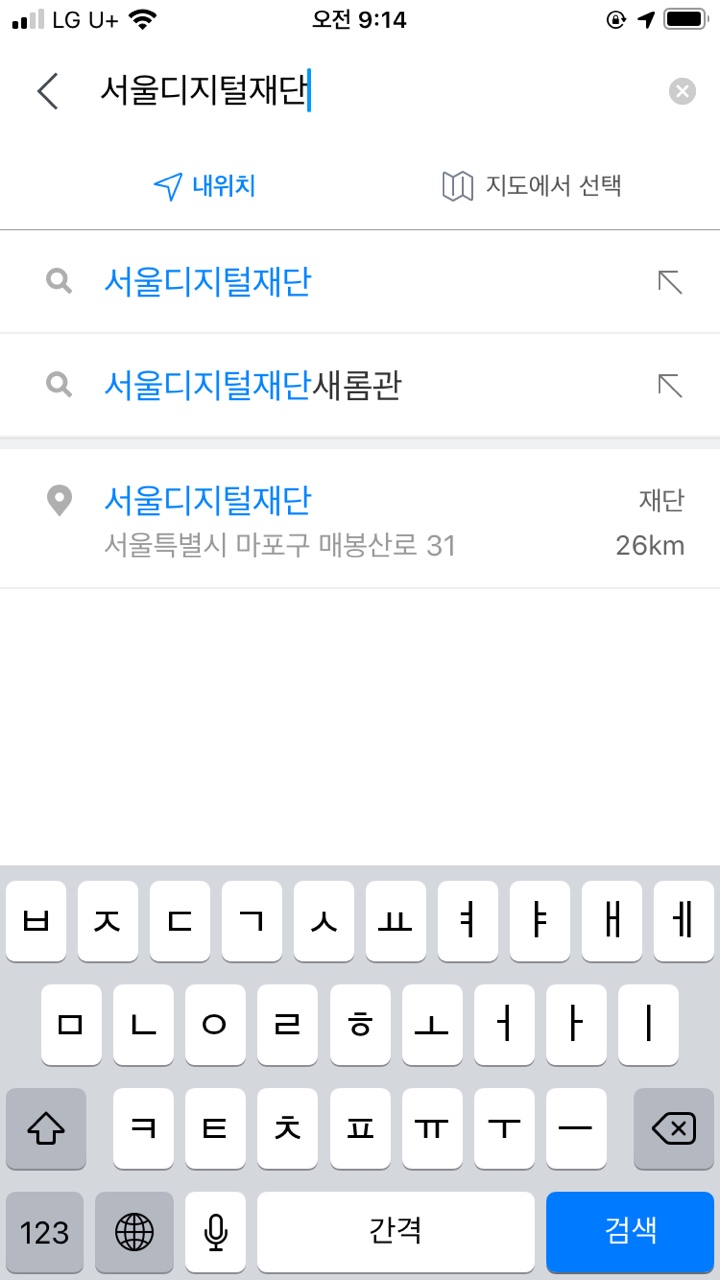 LG U+ 오전 9:14
서울디지털재단
내위치 지도에서 선택
서울디지털재단
서울디지털재단새롬관
서울디지털재단 재단
서울특별시 마포구 매봉산로 31 26km
ㅂ ㅈ ㄷ ㄱ ㅅ ㅛ ㅕ ㅑ ㅐ ㅔ
ㅁ ㄴ ㅇ ㄹ ㅎ ㅗ ㅓ ㅏ ㅣ
ㅋ ㅌ ㅊ ㅍ ㅠ ㅜ ㅡ
123 간격 검색